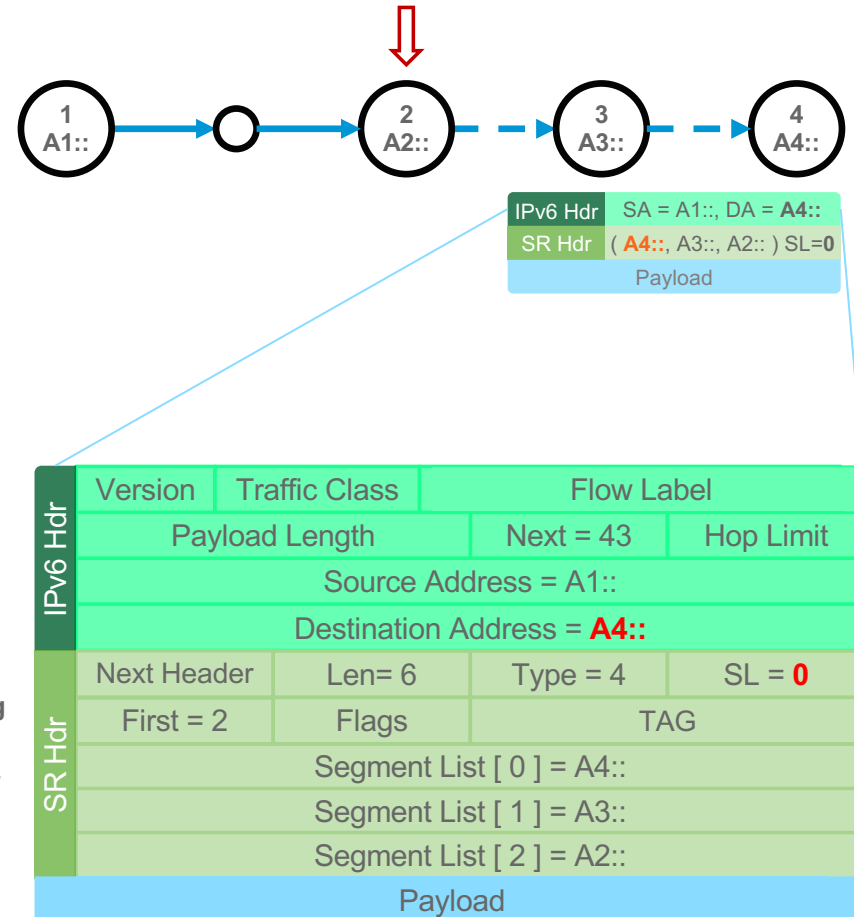 1
A1::
2
A2::
3
A3::
4
A4::
IPv6 Hdr SA = A1::, DA = A4::
SR Hdr ( A4::, A3::, A2:: ) SL=0
Payload
IPv6 Hdr
Version Traffic Class Flow Label
Payload Length Next = 43 Hop Limit
Source Address = A1::
Destination Address = A4::
SR Hdr
Next Header Len= 6 Type = 4 SL = 0
g
First = 2 Flags TAG
Segment List [ 0 ] = A4::
Segment List [ 1 ] = A3::
Segment List [ 2 ] = A2::
Payload